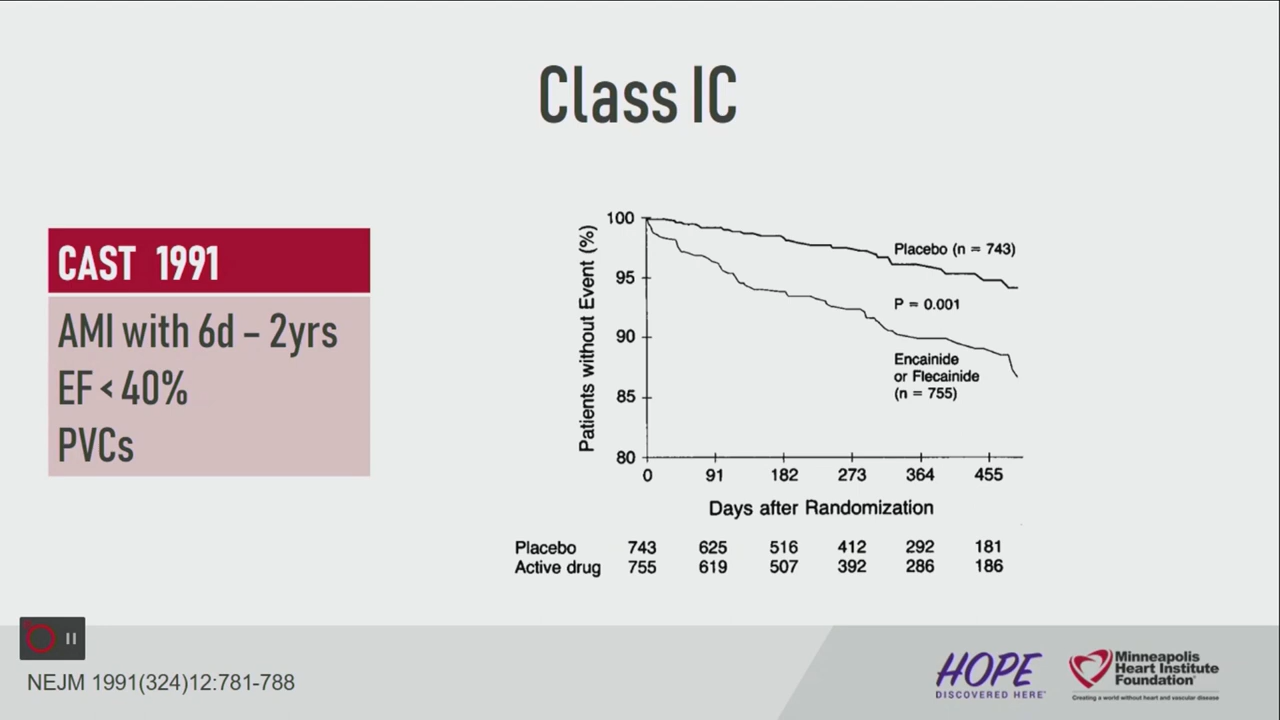 Class IC
CAST 1991
AMI with 6d – 2yrs
EF < 40%
PVCs
Patients without Event (%)
100
95
90
85
80
Placebo (n = 743)
P = 0.001
Encainide
or Flecainide
(n = 755)
0 91 182 273 364 455
Days after Randomization
Placebo 743 625 516 412 292 181
Active drug 755 619 507 392 286 186
NEJM 1991(324)12:781-788
HOPE
DISCOVERED HERE™
Minneapolis
Heart Institute
Foundation®
Creating a world without heart and vascular disease